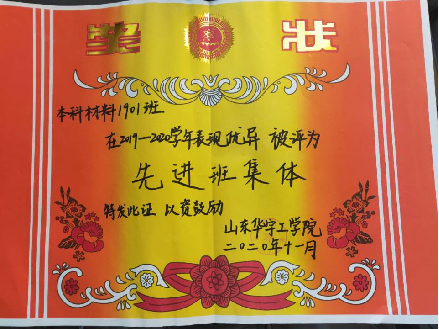 奖状
本科材料1901班
在2019-2020学年表现优异 被评为
先进班集体
特发此证 以资鼓励
山东华宇工学院
二〇二〇年十一月